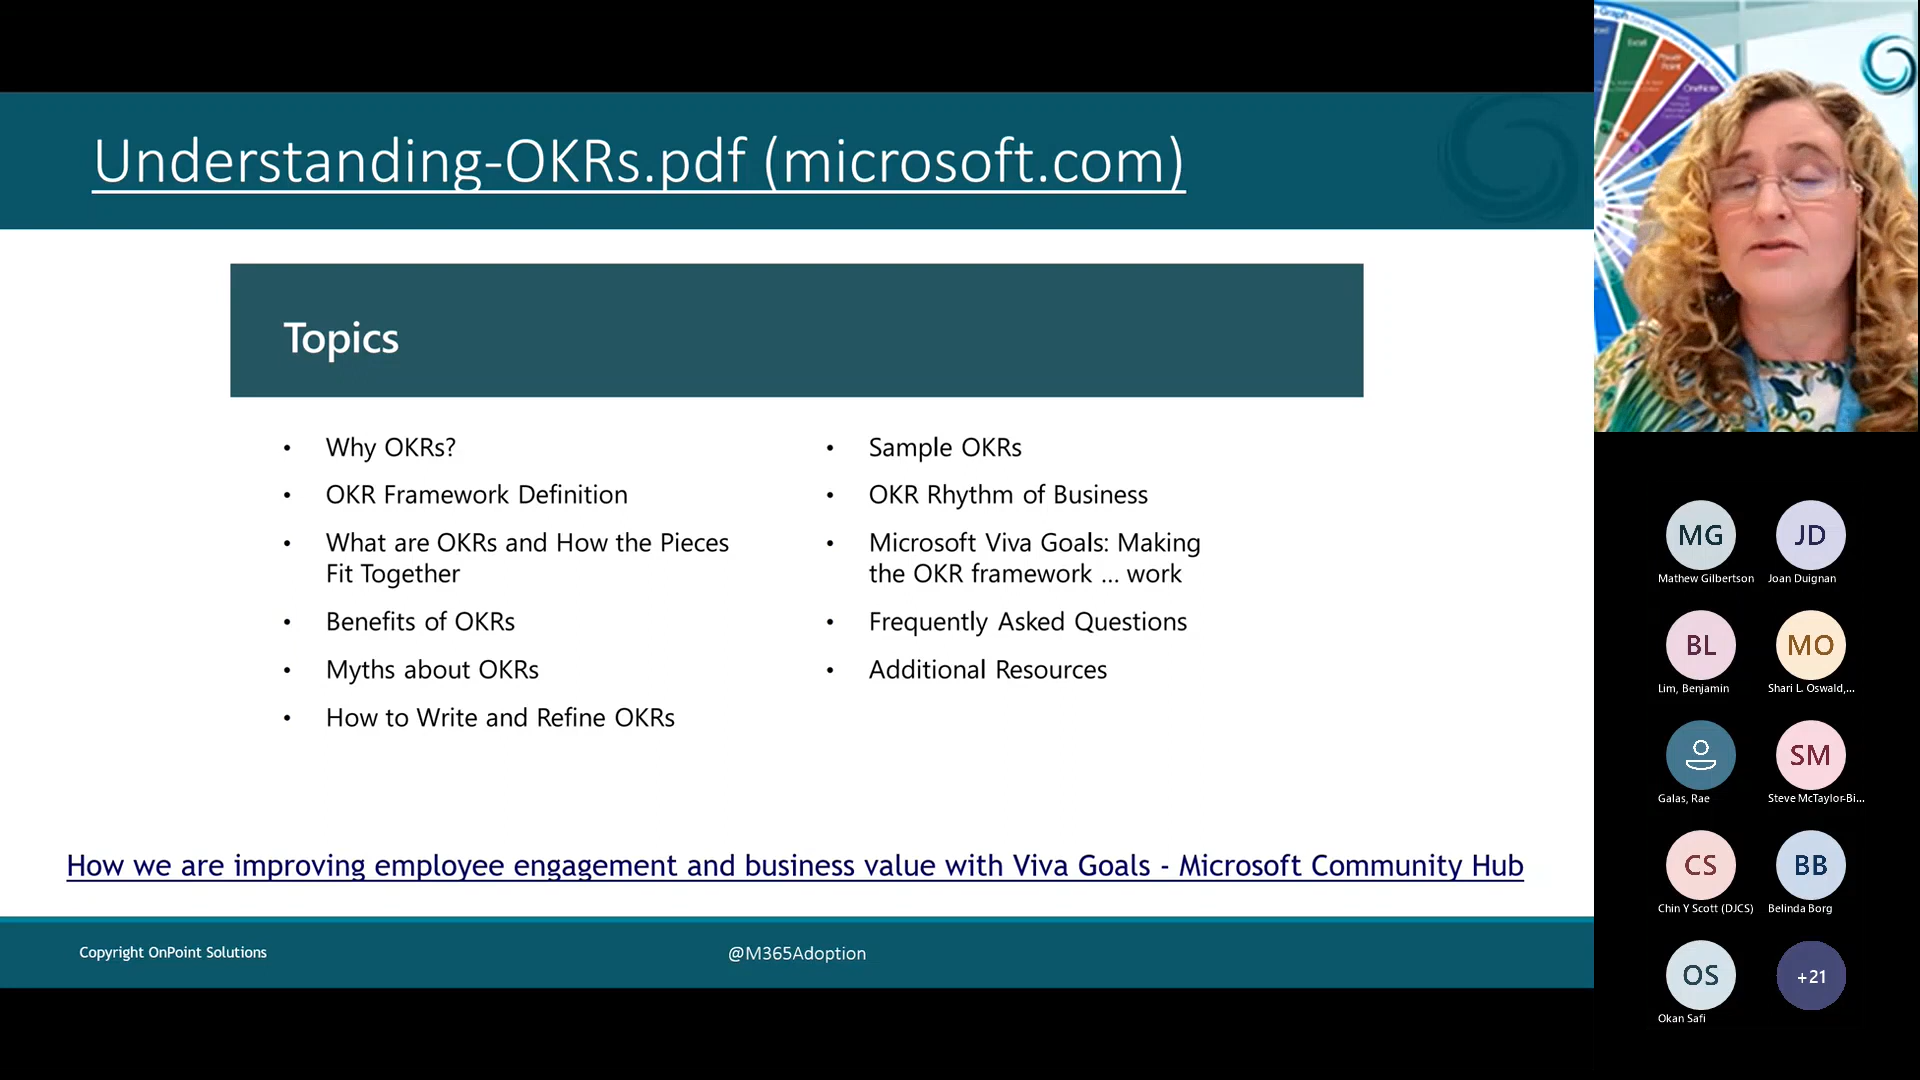 Understanding-OKRs.pdf (microsoft.com)
Topics
• Why OKRs?
• OKR Framework Definition
• What are OKRs and How the Pieces
Fit Together
• Benefits of OKRs
• Myths about OKRs
• How to Write and Refine OKRs
• Sample OKRs
• OKR Rhythm of Business
• Microsoft Viva Goals: Making
the OKR framework ... work
• Frequently Asked Questions
• Additional Resources
How we are improving employee engagement and business value with Viva Goals - Microsoft Community Hub
Copyright OnPoint Solutions
@M365Adoption
Graph
Excel
Power
Point
OneNote
MG
Mathew Gilbertson
JD
Joan Duignan
BL
Lim, Benjamin
MO
Shari L. Oswald,...
Galas, Rae
SM
Steve McTaylor-Bi...
CS
Chin Y Scott (DJCS)
BB
Belinda Borg
OS
Okan Safi
+21